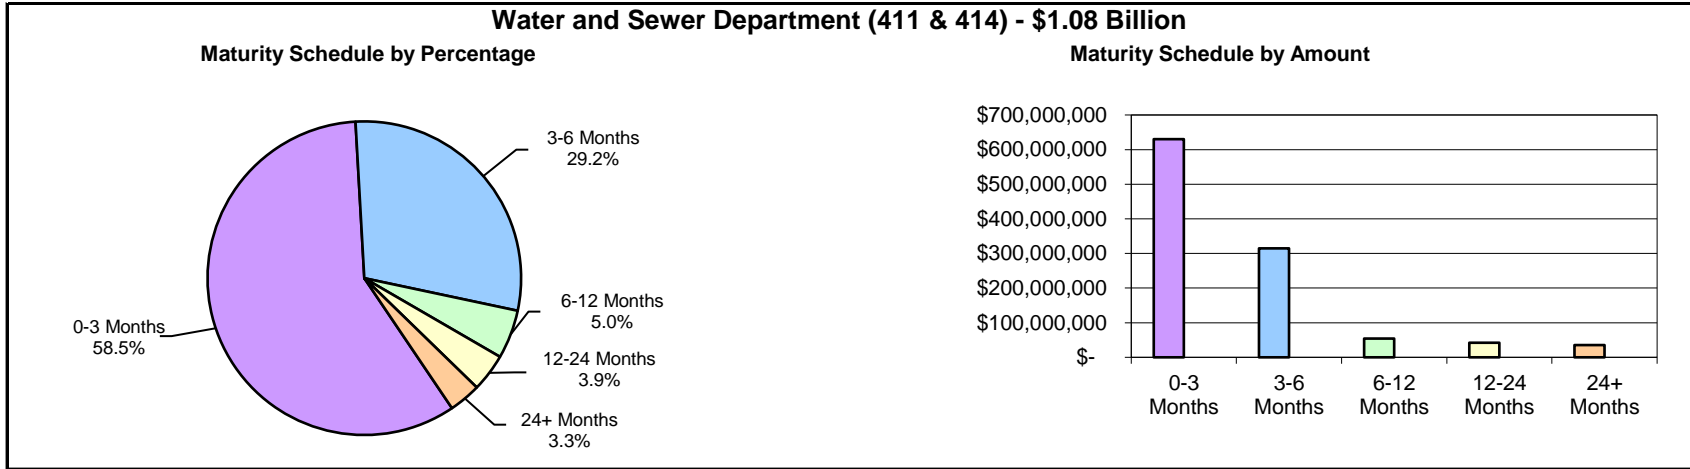 Water and Sewer Department (411 & 414) - $1.08 Billion
Maturity Schedule by Percentage
3-6 Months
29.2%
6-12 Months
5.0%
0-3 Months
58.5%
12-24 Months
3.9%
24+ Months
3.3%
Maturity Schedule by Amount
$700,000,000
$600,000,000
$500,000,000
$400,000,000
$300,000,000
$200,000,000
$100,000,000
$-
0-3
Months
3-6
Months
6-12
Months
12-24
Months
24+
Months